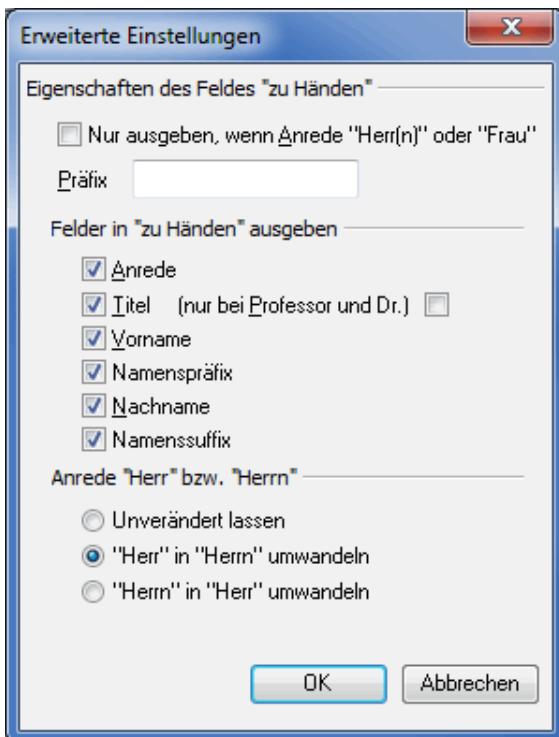 Erweiterte Einstellungen
Eigenschaften des Feldes "zu Händen"
Nur ausgeben, wenn Anrede "Herr(n)" oder "Frau"
Präfix
Felder in "zu Händen" ausgeben
Anrede
Titel (nur bei Professor und Dr.)
Vorname
Namenspräfix
Nachname
Namenssuffix
Anrede "Herr" bzw. "Herrn"
Unverändert lassen
"Herr" in "Herrn" umwandeln
"Herrn" in "Herr" umwandeln
OK Abbrechen